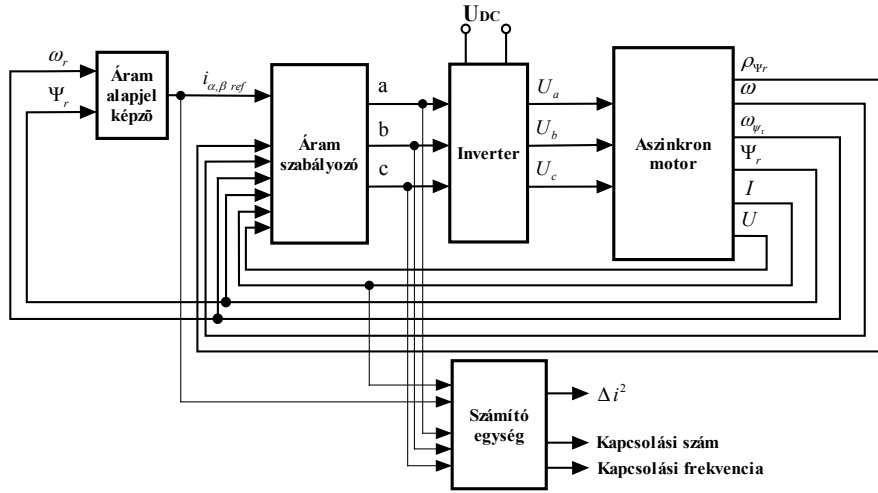 U_DC
ω_r
Ψ_r
Áram
alapjel
képzõ
i_α,β ref
Áram
szabályozó
a
b
c
Inverter
U_a
U_b
U_c
Aszinkron
motor
ρ_Ψr
ω
ω_ψr
Ψ_r
I
U
Számító
egység
Δi²
Kapcsolási szám
Kapcsolási frekvencia